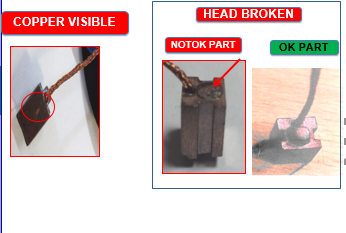 COPPER VISIBLE
HEAD BROKEN
NOTOK PART
OK PART